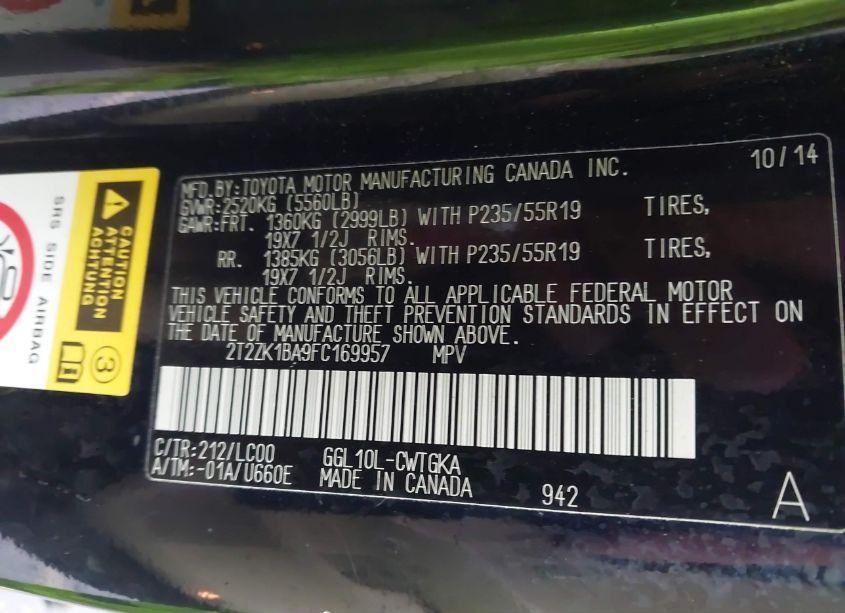 MFD.BY:TOYOTA MOTOR MANUFACTURING CANADA INC. 10/14
GVWR:2520KG (5560LB)
GAWR:FRT. 1360KG (2999LB) WITH P235/55R19 TIRES,
19X7 1/2J RIMS.
RR. 1385KG (3056LB) WITH P235/55R19 TIRES,
19X7 1/2J RIMS.
THIS VEHICLE CONFORMS TO ALL APPLICABLE FEDERAL MOTOR
VEHICLE SAFETY AND THEFT PREVENTION STANDARDS IN EFFECT ON
THE DATE OF MANUFACTURE SHOWN ABOVE.
2T2ZK1BA9FC169957 MPV
C/TR:212/LC00 GGL10L-CWTGKA
A/TM:-01A/U660E MADE IN CANADA 942 A
CAUTION
ATTENTION
ACHTUNG
SRS SIDE AIRBAG
3